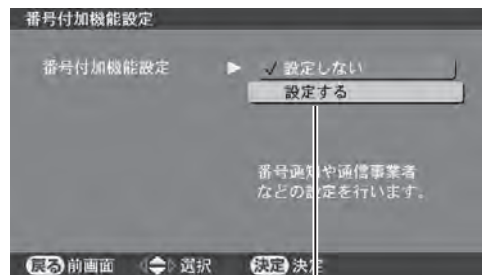 番号付加機能設定
番号付加機能設定 ▶ ✓ 設定しない
設定する
番号通知や通信事業者
などの設定を行います。
戻る 前画面 選択 決定 決定